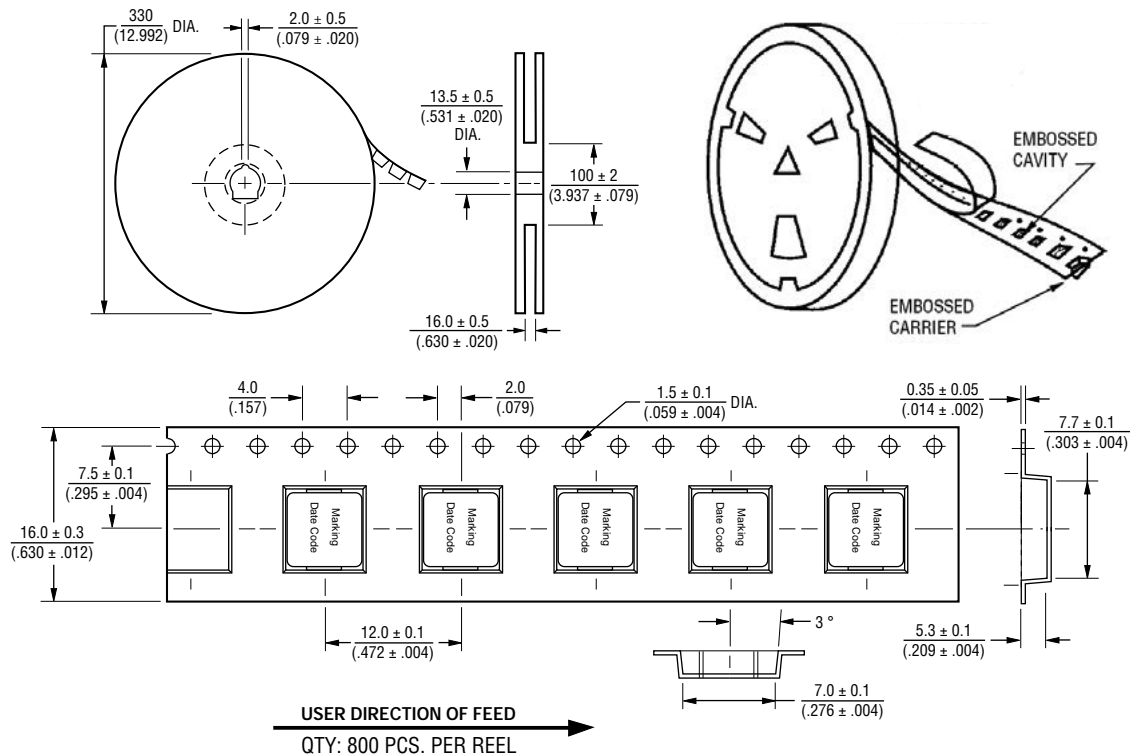 330
(12.992)
DIA.
2.0 ± 0.5
(.079 ± .020)
13.5 ± 0.5
(.531 ± .020)
DIA.
100 ± 2
(3.937 ± .079)
16.0 ± 0.5
(.630 ± .020)
EMBOSSED
CAVITY
EMBOSSED
CARRIER
4.0
(.157)
2.0
(.079)
1.5 ± 0.1
(.059 ± .004)
DIA.
0.35 ± 0.05
(.014 ± .002)
7.7 ± 0.1
(.303 ± .004)
7.5 ± 0.1
(.295 ± .004)
16.0 ± 0.3
(.630 ± .012)
Marking
Date Code
Marking
Date Code
Marking
Date Code
Marking
Date Code
Marking
Date Code
12.0 ± 0.1
(.472 ± .004)
3 °
5.3 ± 0.1
(.209 ± .004)
7.0 ± 0.1
(.276 ± .004)
USER DIRECTION OF FEED
QTY: 800 PCS. PER REEL